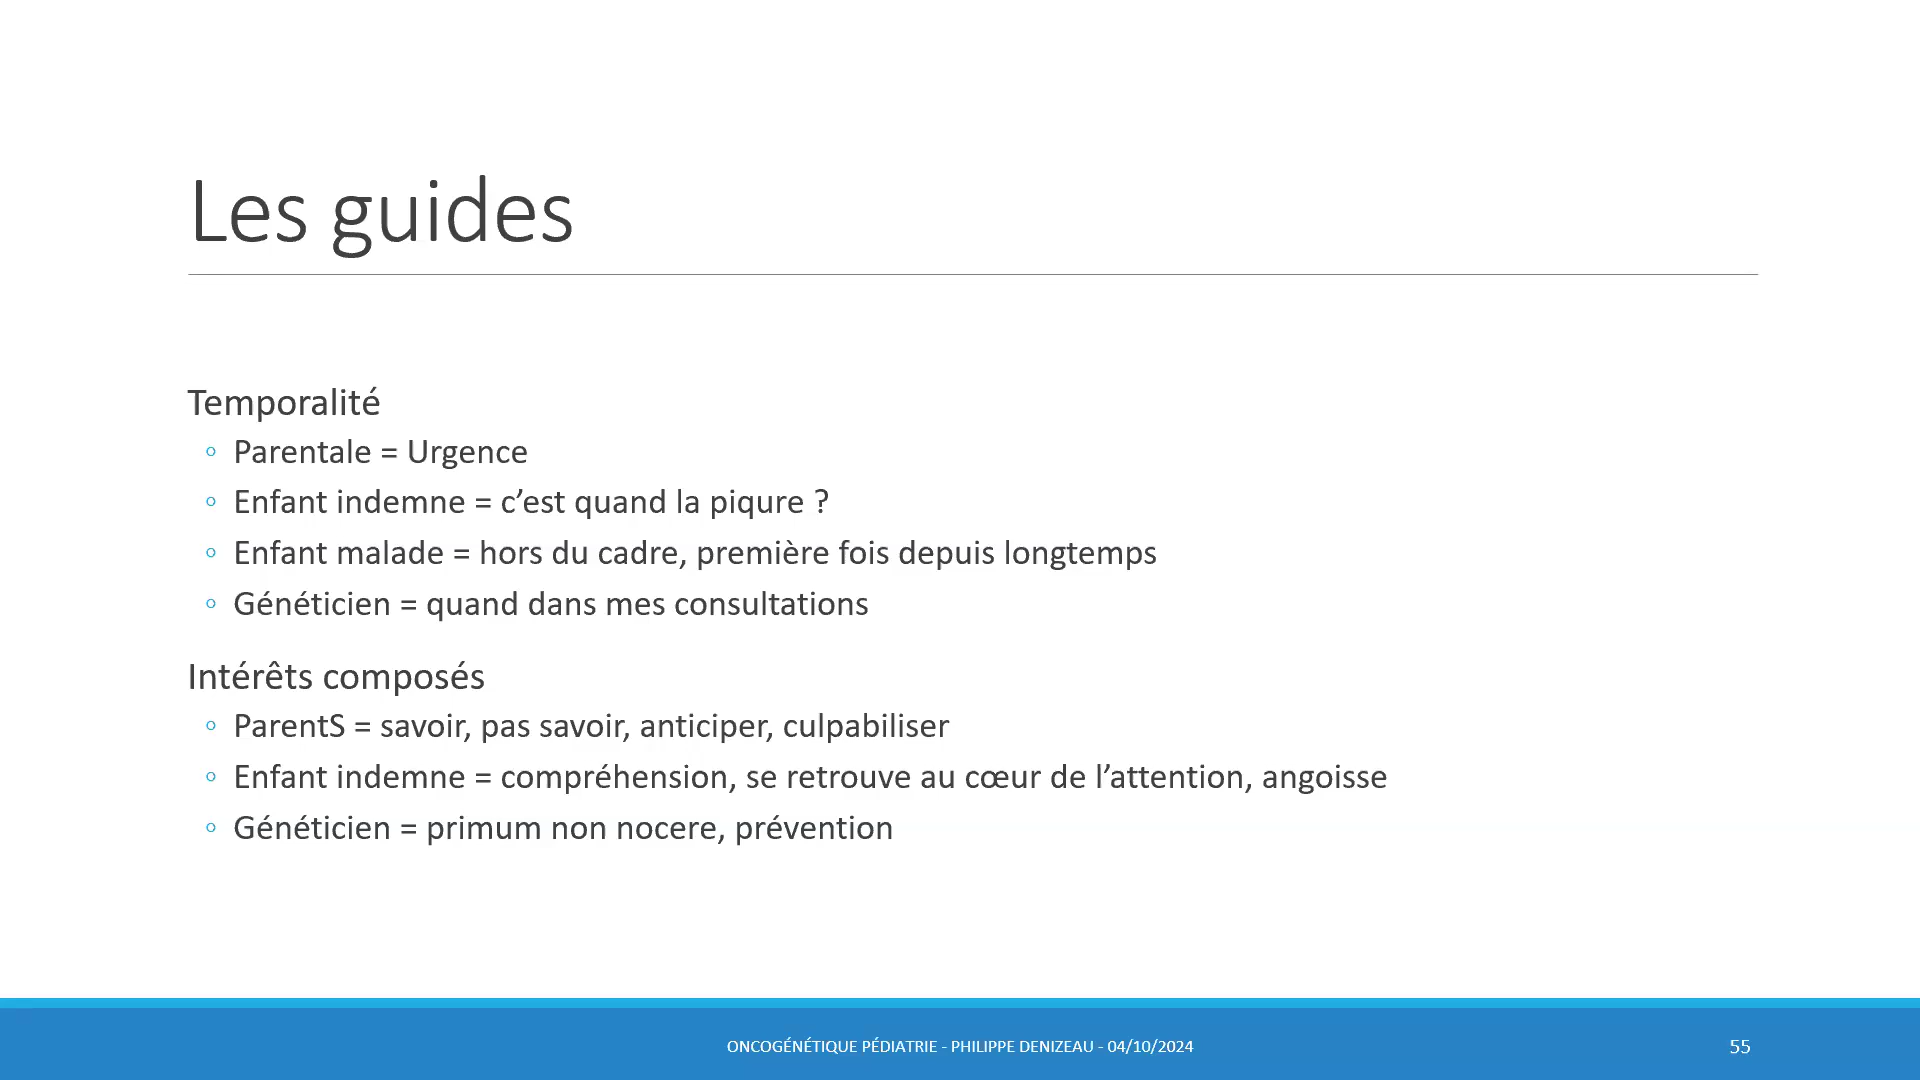 Les guides
Temporalité
◦ Parentale = Urgence
◦ Enfant indemne = c’est quand la piqure ?
◦ Enfant malade = hors du cadre, première fois depuis longtemps
◦ Généticien = quand dans mes consultations
Intérêts composés
◦ ParentS = savoir, pas savoir, anticiper, culpabiliser
◦ Enfant indemne = compréhension, se retrouve au cœur de l’attention, angoisse
◦ Généticien = primum non nocere, prévention
ONCOGÉNÉTIQUE PÉDIATRIE - PHILIPPE DENIZEAU - 04/10/2024
55